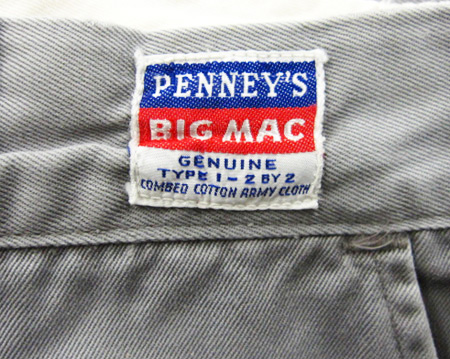 PENNEY'S
BIG MAC
GENUINE
TYPE 1-2 BY 2
COMBED COTTON ARMY CLOTH